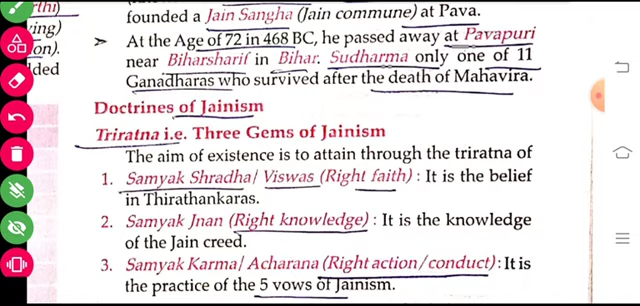 rthi)
founded a Jain Sangha (Jain commune) at Pava.
ving)
➤ At the Age of 72 in 468 BC, he passed away at Pavapuri
on).
near Biharsharif in Bihar. Sudharma only one of 11
dded
Ganadharas who survived after the death of Mahavira.
Doctrines of Jainism
Triratna i.e. Three Gems of Jainism
The aim of existence is to attain through the triratna of
1. Samyak Shradha/ Viswas (Right faith) : It is the belief
in Thirathankaras.
2. Samyak Jnan (Right knowledge) : It is the knowledge
of the Jain creed.
3. Samyak Karma/ Acharana (Right action/conduct): It is
the practice of the 5 vows of Jainism.